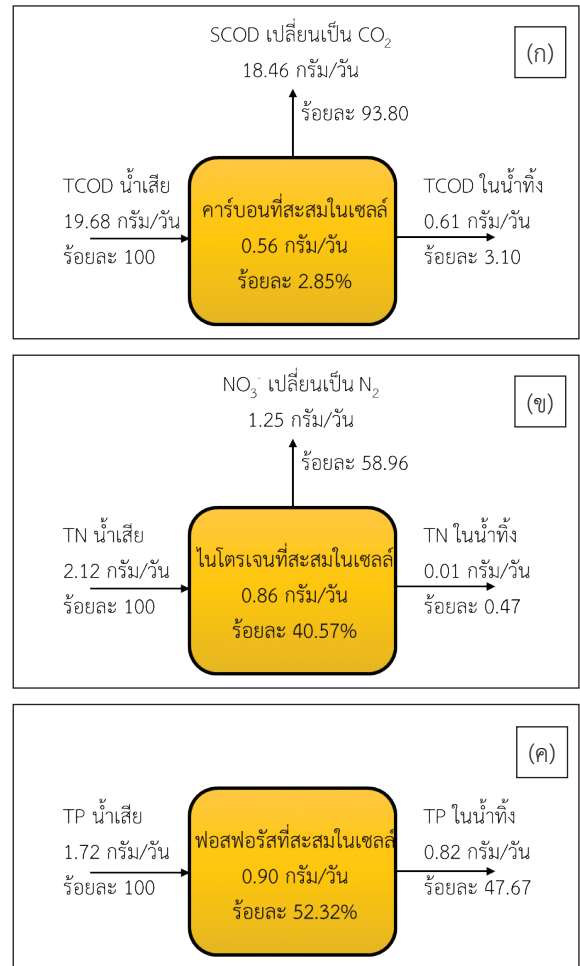 SCOD เปลี่ยนเป็น CO₂
18.46 กรัม/วัน
(ก)
ร้อยละ 93.80
TCOD น้ำเสีย
19.68 กรัม/วัน
ร้อยละ 100
คาร์บอนที่สะสมในเซลล์
0.56 กรัม/วัน
ร้อยละ 2.85%
TCOD ในน้ำทิ้ง
0.61 กรัม/วัน
ร้อยละ 3.10
NO₃⁻ เปลี่ยนเป็น N₂
1.25 กรัม/วัน
(ข)
ร้อยละ 58.96
TN น้ำเสีย
2.12 กรัม/วัน
ร้อยละ 100
ไนโตรเจนที่สะสมในเซลล์
0.86 กรัม/วัน
ร้อยละ 40.57%
TN ในน้ำทิ้ง
0.01 กรัม/วัน
ร้อยละ 0.47
(ค)
TP น้ำเสีย
1.72 กรัม/วัน
ร้อยละ 100
ฟอสฟอรัสที่สะสมในเซลล์
0.90 กรัม/วัน
ร้อยละ 52.32%
TP ในน้ำทิ้ง
0.82 กรัม/วัน
ร้อยละ 47.67